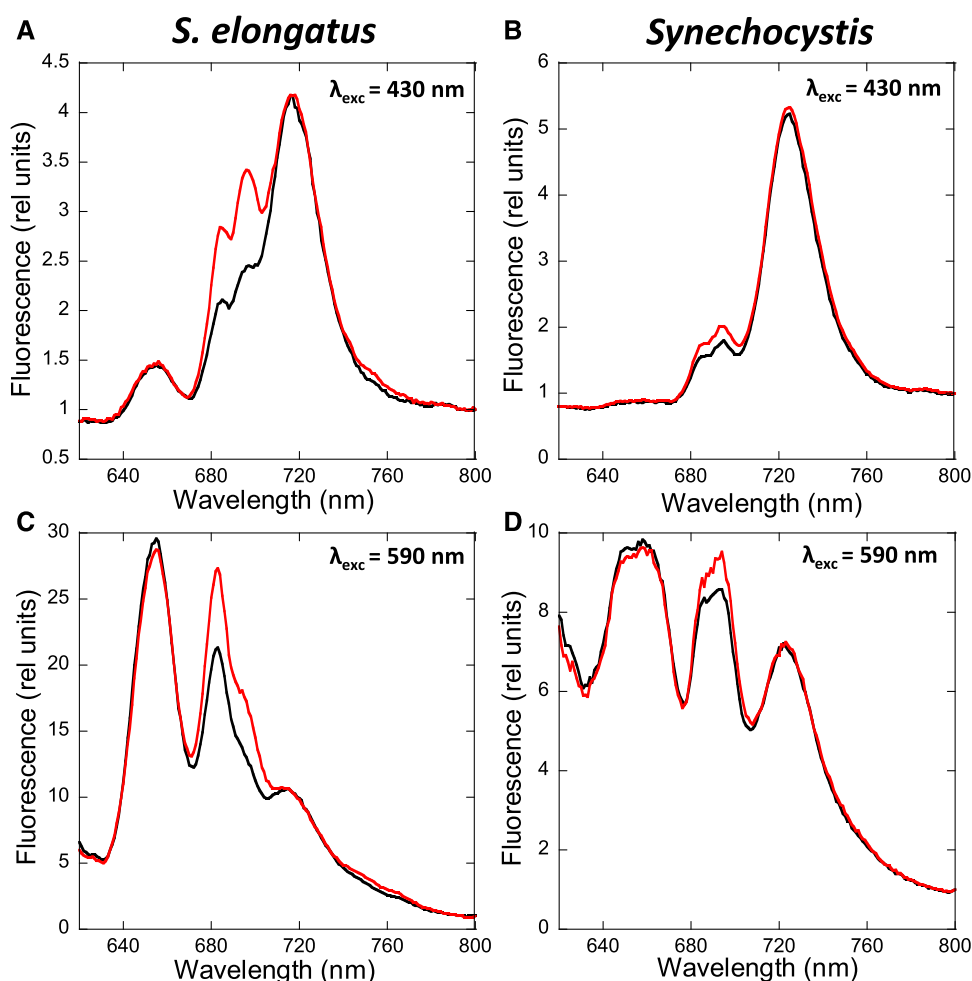 A
S. elongatus
B
Synechocystis
λexc = 430 nm
λexc = 430 nm
4.5
4
3.5
3
2.5
2
1.5
1
0.5
Fluorescence (rel units)
640
680
720
760
800
Wavelength (nm)
6
5
4
3
2
1
0
Fluorescence (rel units)
640
680
720
760
800
Wavelength (nm)
C
λexc = 590 nm
30
25
20
15
10
5
0
Fluorescence (rel units)
640
680
720
760
800
Wavelength (nm)
D
λexc = 590 nm
10
8
6
4
2
0
Fluorescence (rel units)
640
680
720
760
800
Wavelength (nm)